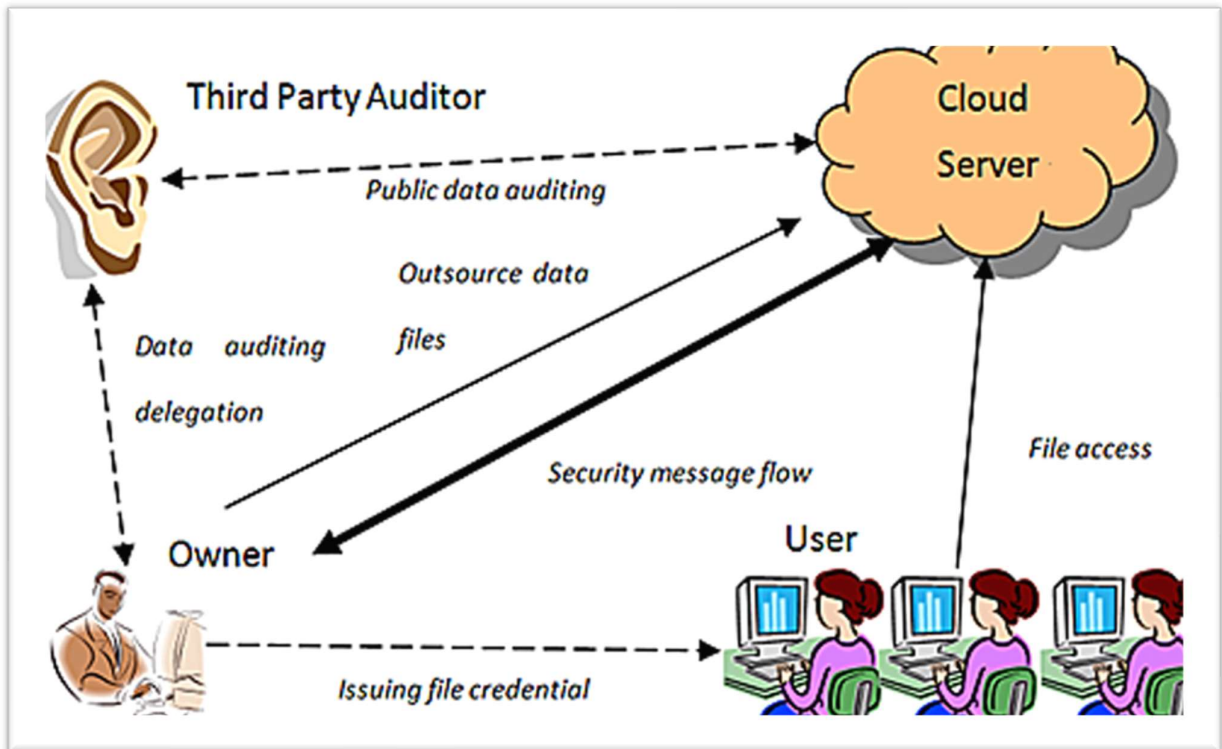 Third Party Auditor
Cloud
Server
Public data auditing
Outsource data
files
Data auditing
delegation
Security message flow
File access
Owner
User
Issuing file credential